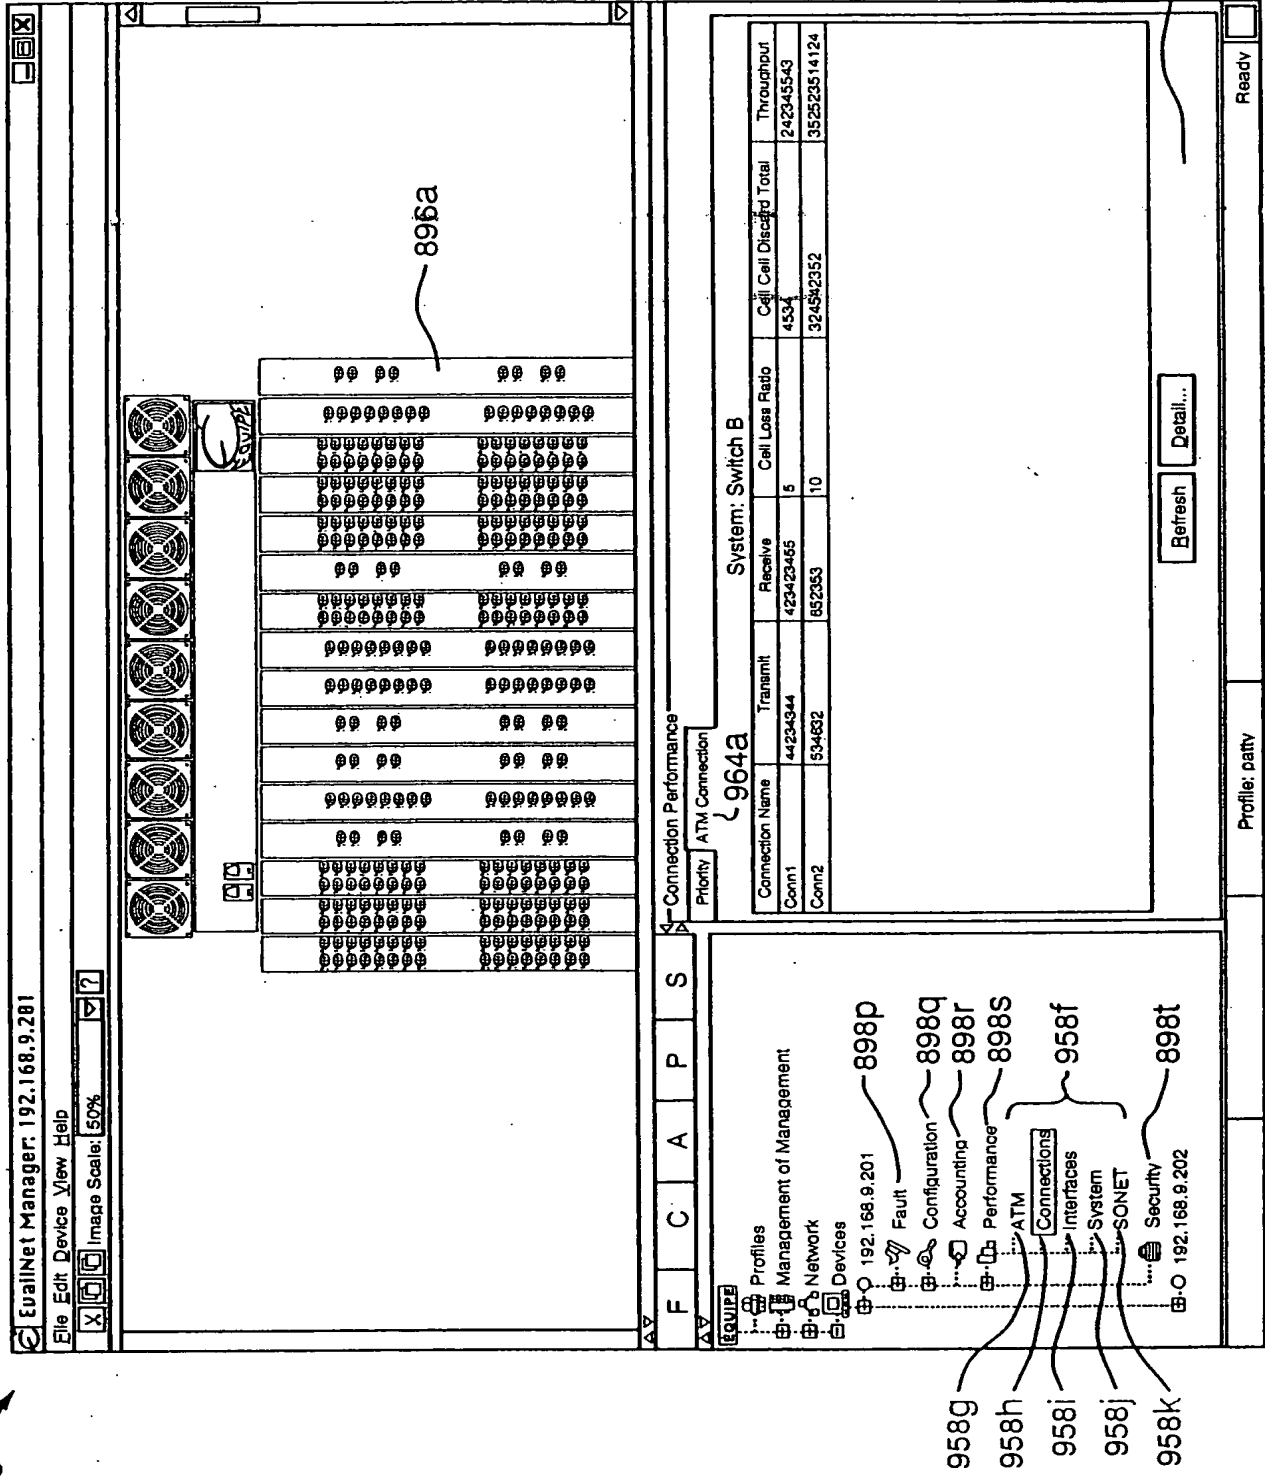 EvalNet Manager: 192.168.9.201
File Edit Device View Help
Image Scale: 50% ?
EQUIPE
896a
F C A P S
EQUIPE
Profiles
Management of Management
Network
Devices
192.168.9.201
Fault
Configuration
Accounting
Performance
ATM
Connections
Interfaces
System
SONET
Security
192.168.9.202
898p
898q
898r
898s
958f
898t
958g
958h
958i
958j
958k
Connection Performance
Priority ATM Connection
964a
System: Switch B
Connection Name Transmit Receive Cell Loss Ratio Cell Cell Discard Total Throughput
Conn1 44234344 423423455 5 4534 242345543
Conn2 534632 652353 10 324542352 352523514124
Refresh Detail...
Profile: patty Ready